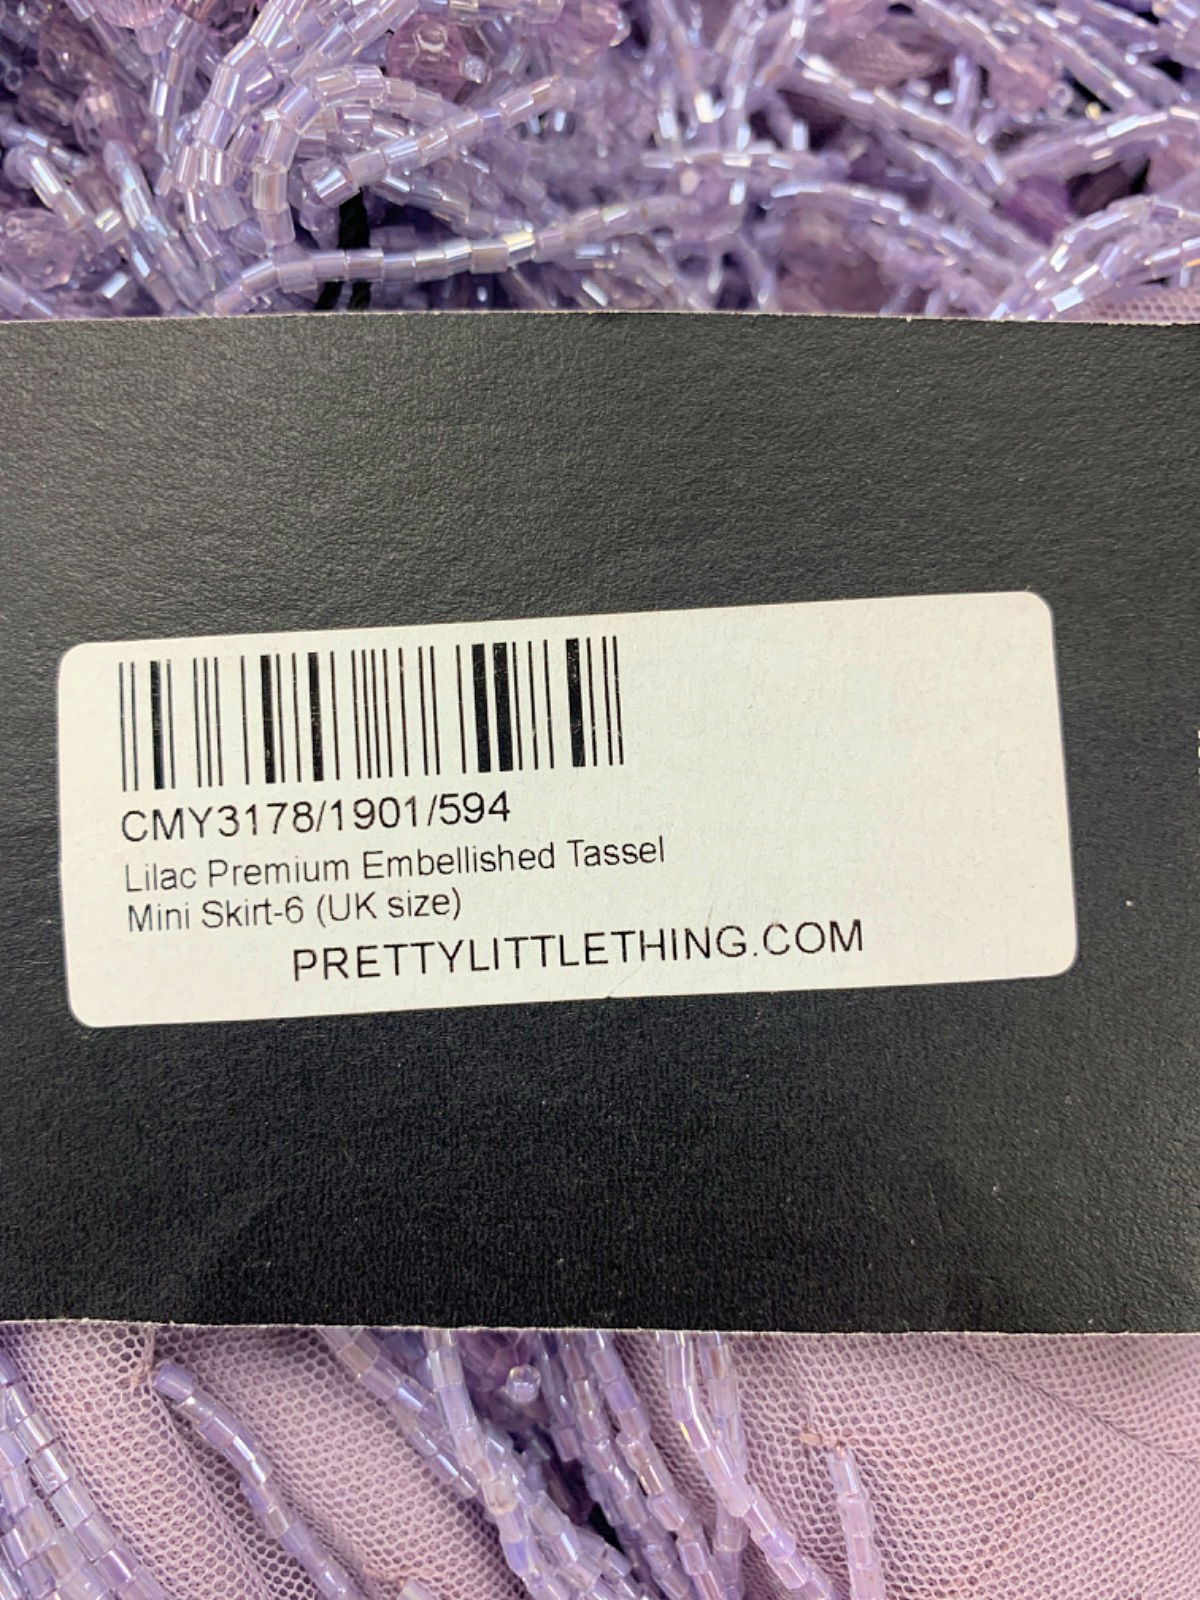 CMY3178/1901/594
Lilac Premium Embellished Tassel
Mini Skirt-6 (UK size)
PRETTYLITTLETHING.COM